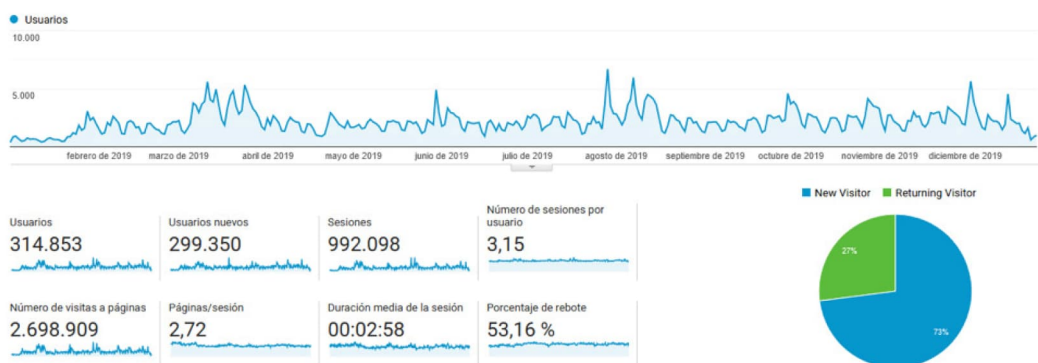 Usuarios
10.000
5.000
febrero de 2019 marzo de 2019 abril de 2019 mayo de 2019 junio de 2019 julio de 2019 agosto de 2019 septiembre de 2019 octubre de 2019 noviembre de 2019 diciembre de 2019
New Visitor Returning Visitor
Usuarios
314.853
Usuarios nuevos
299.350
Sesiones
992.098
Número de sesiones por
usuario
3,15
Número de visitas a páginas
2.698.909
Páginas/sesión
2,72
Duración media de la sesión
00:02:58
Porcentaje de rebote
53,16 %
27%
73%